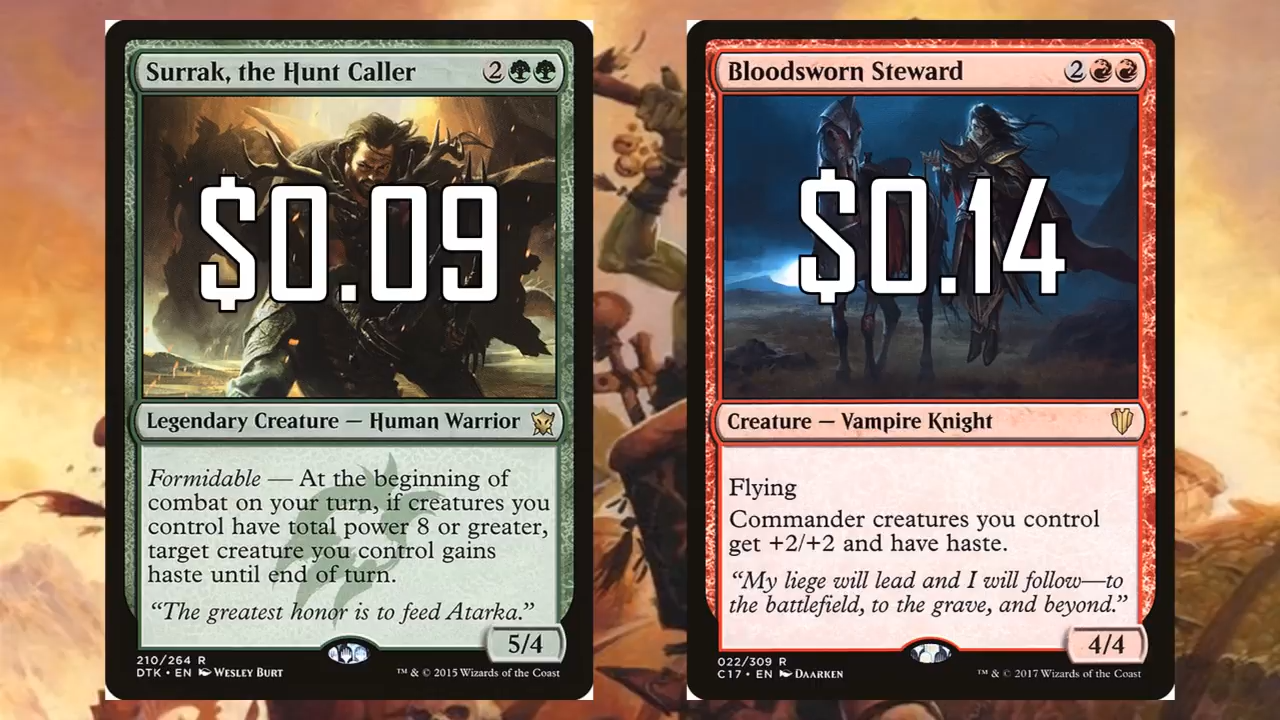 Surrak, the Hunt Caller 2
$0.09
Legendary Creature — Human Warrior
Formidable — At the beginning of
combat on your turn, if creatures you
control have total power 8 or greater,
target creature you control gains
haste until end of turn.
"The greatest honor is to feed Atarka."
5/4
210/264 R
DTK • EN Wesley Burt
™ & © 2015 Wizards of the Coast
Bloodsworn Steward 2
$0.14
Creature — Vampire Knight
Flying
Commander creatures you control
get +2/+2 and have haste.
"My liege will lead and I will follow—to
the battlefield, to the grave, and beyond."
4/4
022/309 R
C17 • EN Daarken
™ & © 2017 Wizards of the Coast